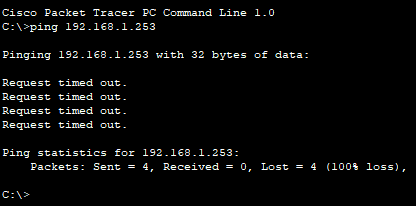 Cisco Packet Tracer PC Command Line 1.0
C:\>ping 192.168.1.253
Pinging 192.168.1.253 with 32 bytes of data:
Request timed out.
Request timed out.
Request timed out.
Request timed out.
Ping statistics for 192.168.1.253:
    Packets: Sent = 4, Received = 0, Lost = 4 (100% loss),
C:\>